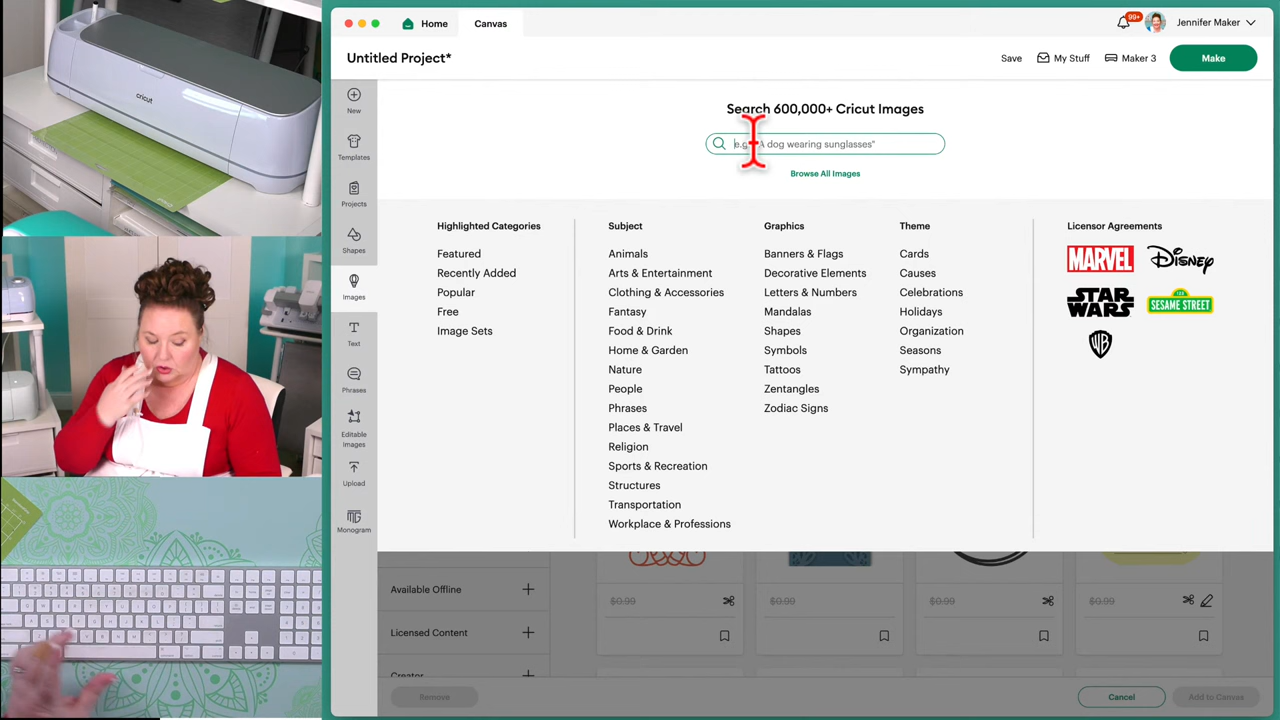 cricut
Home
Canvas
99+
Jennifer Maker
Untitled Project*
Save
My Stuff
Maker 3
Make
New
Templates
Projects
Shapes
Images
Text
Phrases
Editable
Images
Upload
Monogram
Search 600,000+ Cricut Images
dog wearing sunglasses"
Browse All Images
Highlighted Categories
Featured
Recently Added
Popular
Free
Image Sets
Subject
Animals
Arts & Entertainment
Clothing & Accessories
Fantasy
Food & Drink
Home & Garden
Nature
People
Phrases
Places & Travel
Religion
Sports & Recreation
Structures
Transportation
Workplace & Professions
Graphics
Banners & Flags
Decorative Elements
Letters & Numbers
Mandalas
Shapes
Symbols
Tattoos
Zentangles
Zodiac Signs
Theme
Cards
Causes
Celebrations
Holidays
Organization
Seasons
Sympathy
Licensor Agreements
MARVEL
Disney
STAR
WARS
SESAME STREET
WB
Available Offline
Licensed Content
Creator
$0.99
$0.99
$0.99
$0.99
Remove
Cancel
Add to Canvas